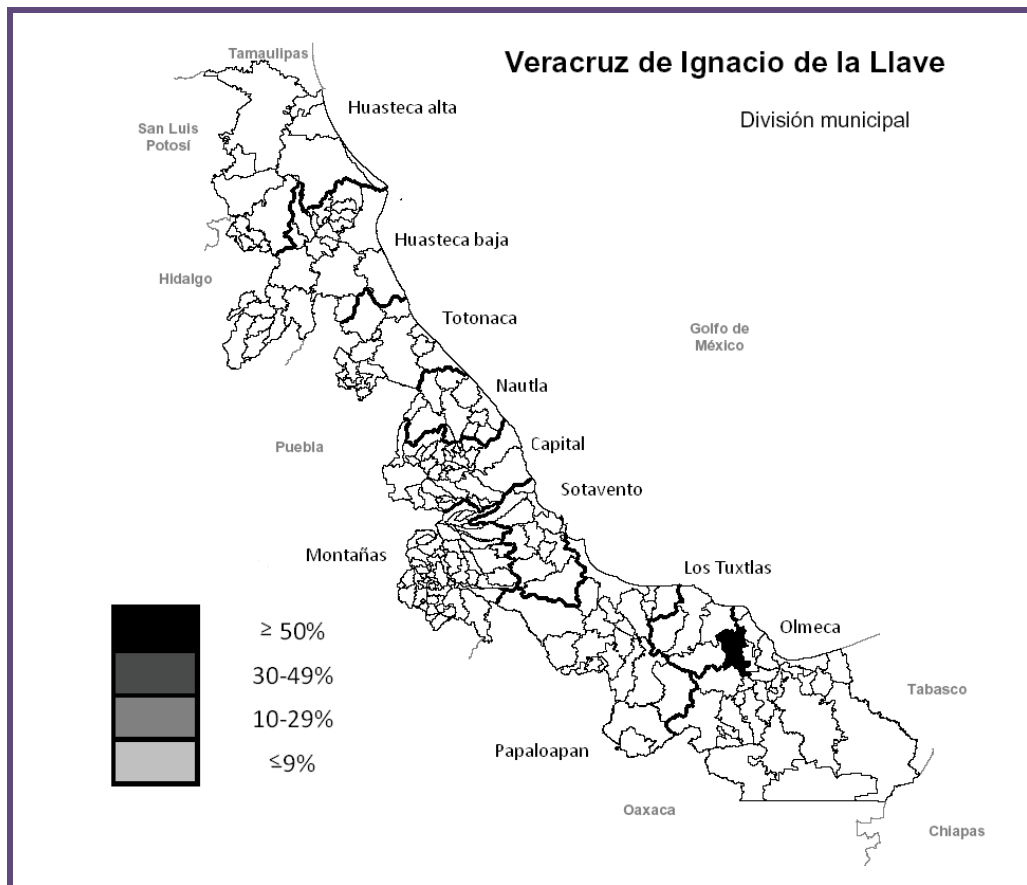 Tamaulipas
Veracruz de Ignacio de la Llave
Huasteca alta
División municipal
San Luis
Potosí
Huasteca baja
Hidalgo
Totonaca
Golfo de
México
Nautla
Puebla
Capital
Sotavento
Montañas
Los Tuxtlas
≥ 50%
Olmeca
30-49%
Tabasco
10-29%
Papaloapan
≤9%
Oaxaca
Chiapas